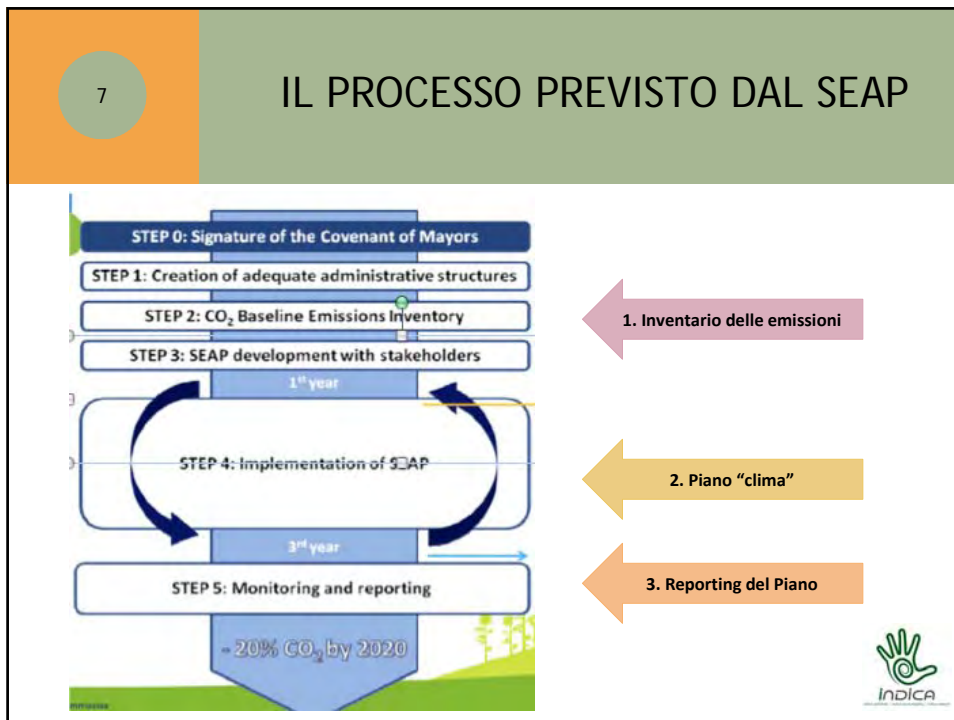 7
IL PROCESSO PREVISTO DAL SEAP
STEP 0: Signature of the Covenant of Mayors
STEP 1: Creation of adequate administrative structures
STEP 2: CO₂ Baseline Emissions Inventory
STEP 3: SEAP development with stakeholders
1st year
STEP 4: Implementation of SEAP
3rd year
STEP 5: Monitoring and reporting
- 20% CO₂ by 2020
1. Inventario delle emissioni
2. Piano “clima”
3. Reporting del Piano
INDICA